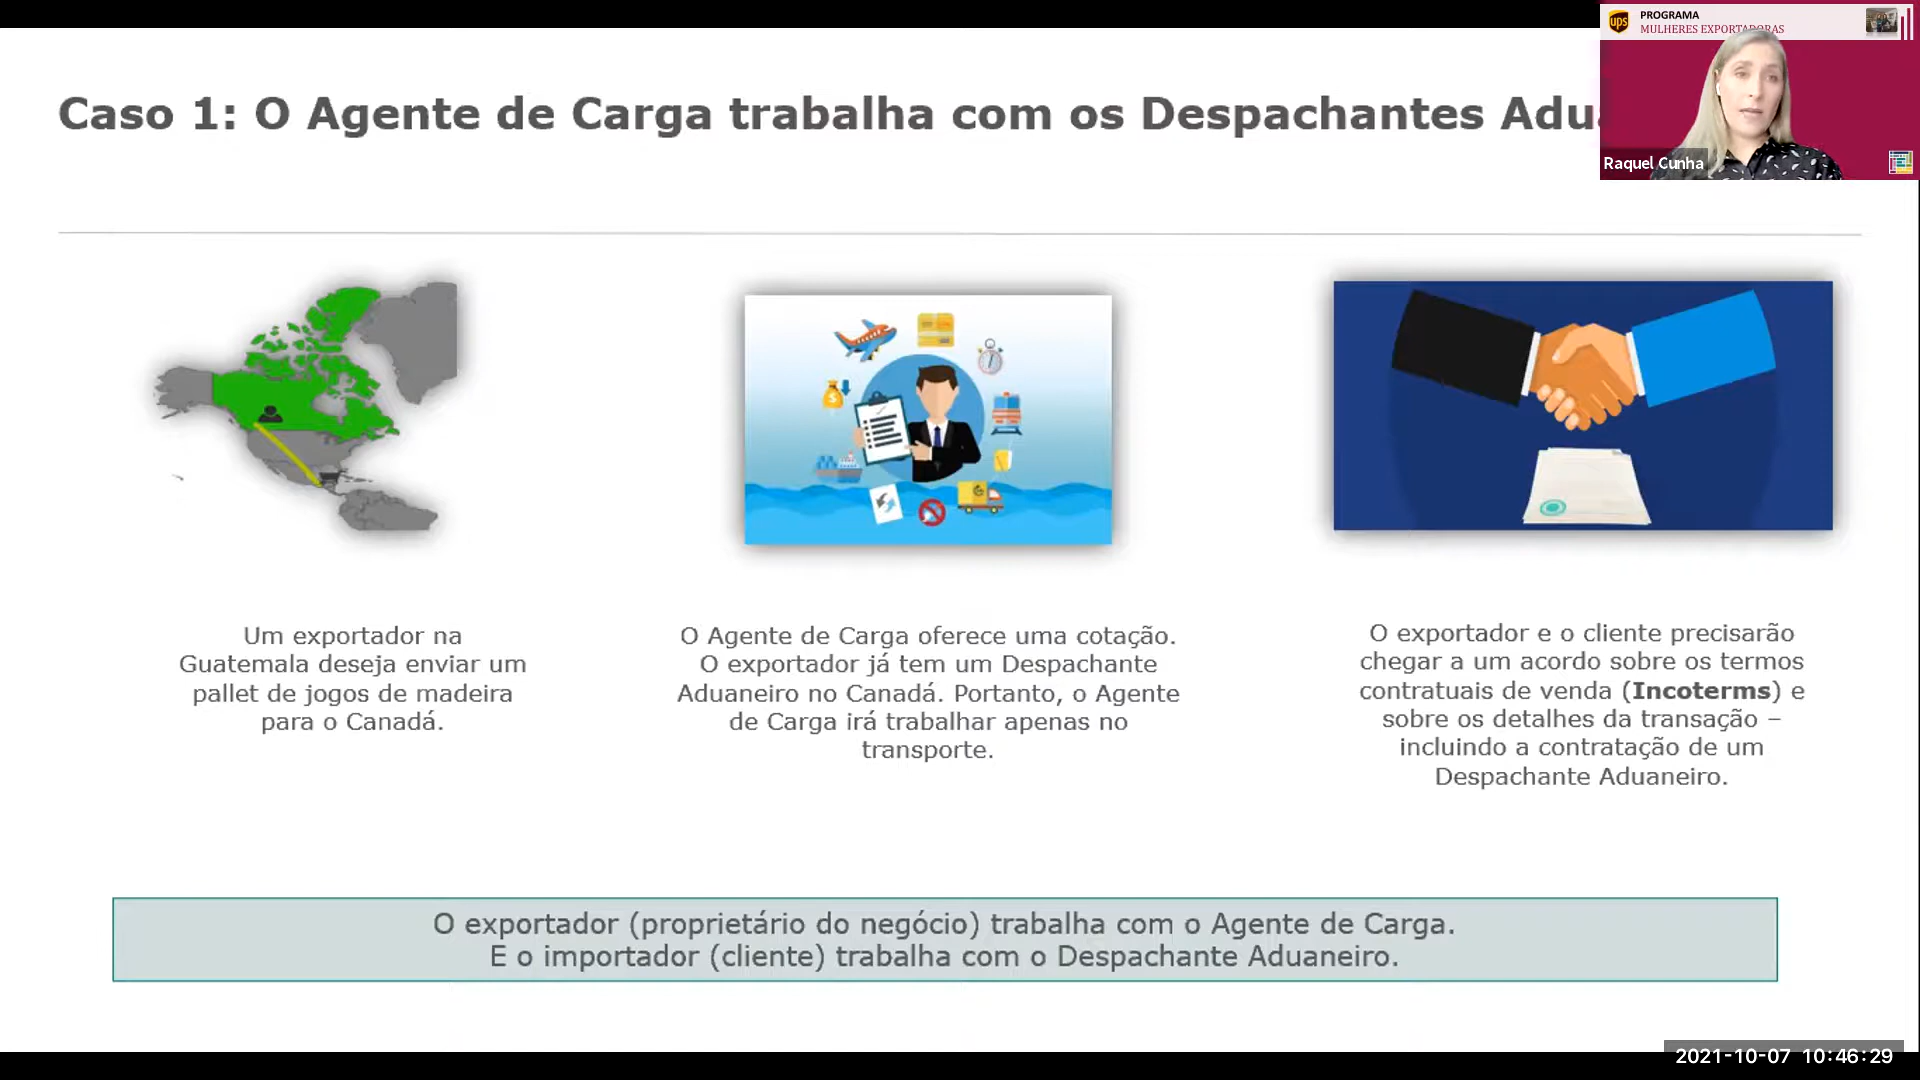 ups
PROGRAMA
MULHERES EXPORTADORAS
Caso 1: O Agente de Carga trabalha com os Despachantes
Raquel Cunha
Um exportador na
Guatemala deseja enviar um
pallet de jogos de madeira
para o Canadá.
O Agente de Carga oferece uma cotação.
O exportador já tem um Despachante
Aduaneiro no Canadá. Portanto, o Agente
de Carga irá trabalhar apenas no
transporte.
O exportador e o cliente precisarão
chegar a um acordo sobre os termos
contratuais de venda (Incoterms) e
sobre os detalhes da transação –
incluindo a contratação de um
Despachante Aduaneiro.
O exportador (proprietário do negócio) trabalha com o Agente de Carga.
E o importador (cliente) trabalha com o Despachante Aduaneiro.
2021-10-07 10:46:29